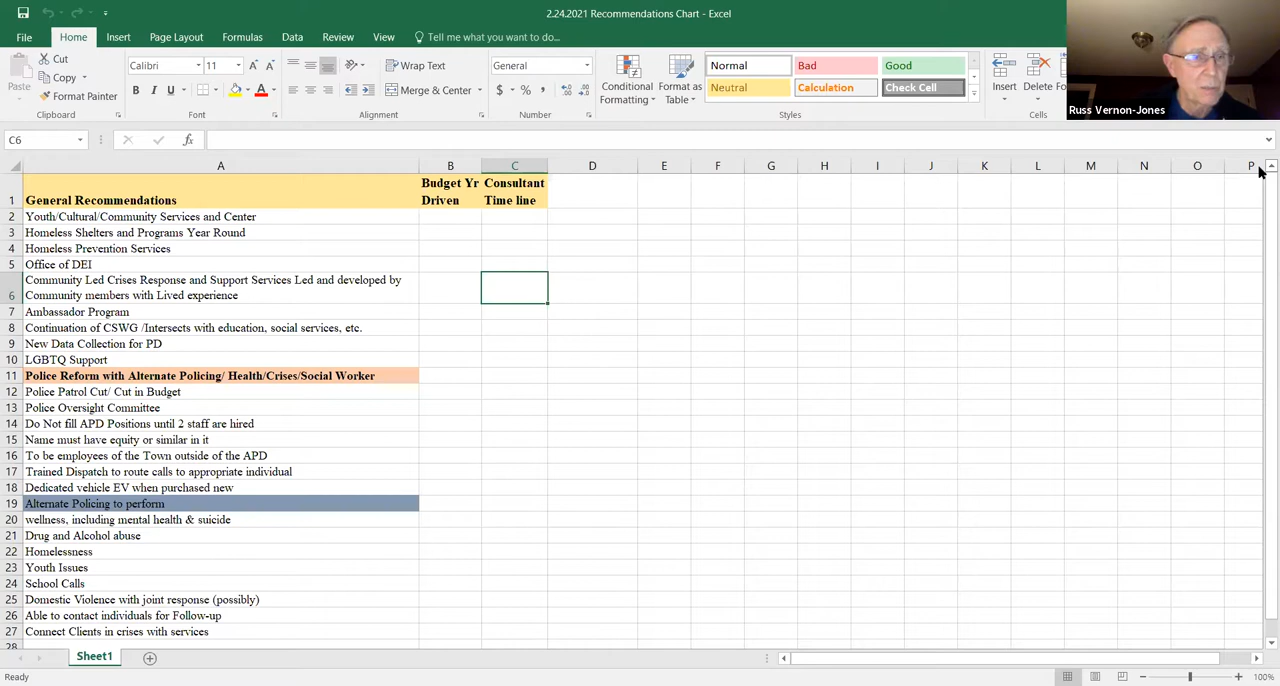 2.24.2021 Recommendations Chart - Excel
File Home Insert Page Layout Formulas Data Review View Tell me what you want to do...
Paste
Cut
Copy
Format Painter
Clipboard
Calibri 11
B I U A
Font
Wrap Text
Merge & Center
Alignment
General
$ % ,
Number
Conditional Formatting
Format as Table
Normal Bad Good
Neutral Calculation Check Cell
Styles
Insert Delete Fo
Cells
Russ Vernon-Jones
C6 fx
A B C D E F G H I J K L M N O P
1 General Recommendations Budget Yr Driven Consultant Time line
2 Youth/Cultural/Community Services and Center
3 Homeless Shelters and Programs Year Round
4 Homeless Prevention Services
5 Office of DEI
6 Community Led Crises Response and Support Services Led and developed by
Community members with Lived experience
7 Ambassador Program
8 Continuation of CSWG /Intersects with education, social services, etc.
9 New Data Collection for PD
10 LGBTQ Support
11 Police Reform with Alternate Policing/ Health/Crises/Social Worker
12 Police Patrol Cut/ Cut in Budget
13 Police Oversight Committee
14 Do Not fill APD Positions until 2 staff are hired
15 Name must have equity or similar in it
16 To be employees of the Town outside of the APD
17 Trained Dispatch to route calls to appropriate individual
18 Dedicated vehicle EV when purchased new
19 Alternate Policing to perform
20 wellness, including mental health & suicide
21 Drug and Alcohol abuse
22 Homelessness
23 Youth Issues
24 School Calls
25 Domestic Violence with joint response (possibly)
26 Able to contact individuals for Follow-up
27 Connect Clients in crises with services
28
Sheet1
Ready
100%